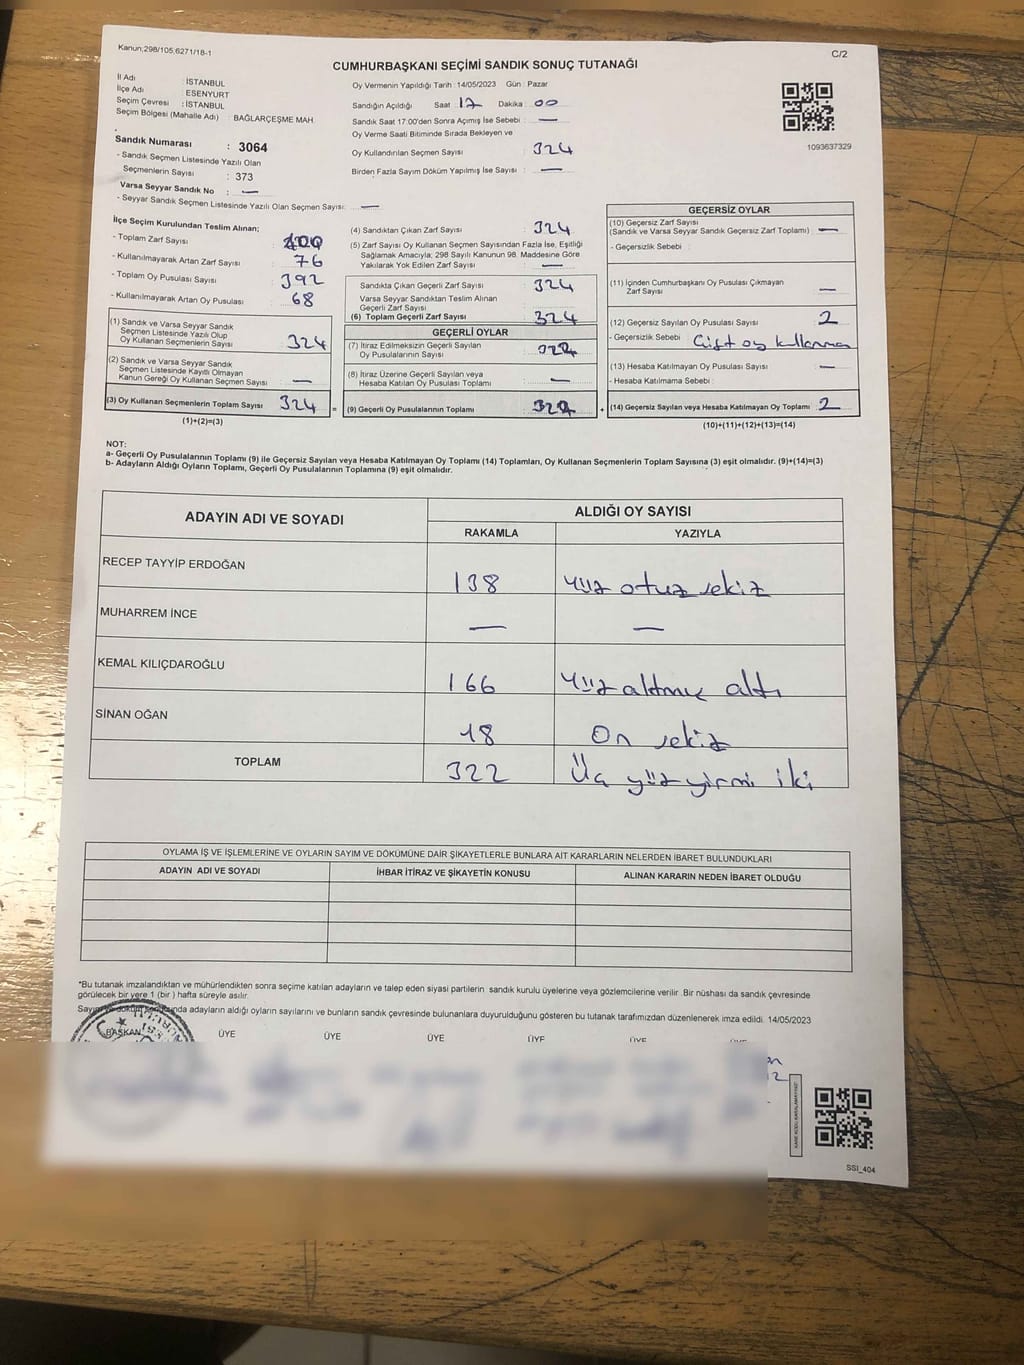 Kanun;298/105,6271/18-1
C/2
CUMHURBAŞKANI SEÇİMİ SANDIK SONUÇ TUTANAĞI
İl Adı : İSTANBUL
İlçe Adı : ESENYURT
Seçim Çevresi : İSTANBUL
Seçim Bölgesi (Mahalle Adı) : BAĞLARÇEŞME MAH.
Oy Vermenin Yapıldığı Tarih :14/05/2023 Gün : Pazar
Sandığın Açıldığı Saat : 17 Dakika : 00
Sandık Saat 17:00'den Sonra Açımış İse Sebebi : —
Oy Verme Saati Bitiminde Sırada Bekleyen ve
Oy Kullandırılan Seçmen Sayısı : 324
Birden Fazla Sayım Döküm Yapılmış İse Sayısı : —
1093637329
Sandık Numarası : 3064
- Sandık Seçmen Listesinde Yazılı Olan
Seçmenlerin Sayısı : 373
Varsa Seyyar Sandık No : —
- Seyyar Sandık Seçmen Listesinde Yazılı Olan Seçmen Sayısı: —
İlçe Seçim Kurulundan Teslim Alınan;
- Toplam Zarf Sayısı : 400
- Kullanılmayarak Artan Zarf Sayısı : 76
- Toplam Oy Pusulası Sayısı : 392
- Kullanılmayarak Artan Oy Pusulası : 68
(1) Sandık ve Varsa Seyyar Sandık
Seçmen Listesinde Yazılı Olup
Oy Kullanan Seçmenlerin Sayısı : 324
(2) Sandık ve Varsa Seyyar Sandık
Seçmen Listesinde Kayıtlı Olmayan
Kanun Gereği Oy Kullanan Seçmen Sayısı : —
(3) Oy Kullanan Seçmenlerin Toplam Sayısı : 324
(1)+(2)=(3)
(4) Sandıktan Çıkan Zarf Sayısı : 324
(5) Zarf Sayısı Oy Kullanan Seçmen Sayısından Fazla İse, Eşitliği
Sağlamak Amacıyla; 298 Sayılı Kanunun 98. Maddesine Göre
Yakılarak Yok Edilen Zarf Sayısı : —
Sandıkta Çıkan Geçerli Zarf Sayısı : 324
Varsa Seyyar Sandıktan Teslim Alınan
Geçerli Zarf Sayısı :
(6) Toplam Geçerli Zarf Sayısı : 324
GEÇERLİ OYLAR
(7) İtiraz Edilmeksizin Geçerli Sayılan
Oy Pusulalarının Sayısı : 322
(8) İtiraz Üzerine Geçerli Sayılan veya
Hesaba Katılan Oy Pusulası Toplamı : —
= (9) Geçerli Oy Pusulalarının Toplamı : 322 +
GEÇERSİZ OYLAR
(10) Geçersiz Zarf Sayısı
(Sandık ve Varsa Seyyar Sandık Geçersiz Zarf Toplamı) : —
- Geçersizlik Sebebi :
(11) İçinden Cumhurbaşkanı Oy Pusulası Çıkmayan
Zarf Sayısı : —
(12) Geçersiz Sayılan Oy Pusulası Sayısı : 2
- Geçersizlik Sebebi : Çift oy kullanma
(13) Hesaba Katılmayan Oy Pusulası Sayısı : —
- Hesaba Katılmama Sebebi :
(14) Geçersiz Sayılan veya Hesaba Katılmayan Oy Toplamı : 2
(10)+(11)+(12)+(13)=(14)
NOT:
a- Geçerli Oy Pusulalarının Toplamı (9) ile Geçersiz Sayılan veya Hesaba Katılmayan Oy Toplamı (14) Toplamları, Oy Kullanan Seçmenlerin Toplam Sayısına (3) eşit olmalıdır. (9)+(14)=(3)
b- Adayların Aldığı Oyların Toplamı, Geçerli Oy Pusulalarının Toplamına (9) eşit olmalıdır.
ADAYIN ADI VE SOYADI
ALDIĞI OY SAYISI
RAKAMLA YAZIYLA
RECEP TAYYİP ERDOĞAN 138 yüz otuz sekiz
MUHARREM İNCE — —
KEMAL KILIÇDAROĞLU 166 yüz altmış altı
SİNAN OĞAN 18 On sekiz
TOPLAM 322 Üç yüz yirmi iki
OYLAMA İŞ VE İŞLEMLERİNE VE OYLARIN SAYIM VE DÖKÜMÜNE DAİR ŞİKAYETLERLE BUNLARA AİT KARARLARIN NELERDEN İBARET BULUNDUKLARI
ADAYIN ADI VE SOYADI İHBAR İTİRAZ VE ŞİKAYETİN KONUSU ALINAN KARARIN NEDEN İBARET OLDUĞU
*Bu tutanak imzalandıktan ve mühürlendikten sonra seçime katılan adayların ve talep eden siyasi partilerin sandık kurulu üyelerine veya gözlemcilerine verilir. Bir nüshası da sandık çevresinde
görülecek bir yere 1 (bir ) hafta süreyle asılır.
adayların aldığı oyların sayılarını ve bunların sandık çevresinde bulunanlara duyurulduğunu gösteren bu tutanak tarafımızdan düzenlenerek imza edildi. 14/05/2023
BAŞKAN ÜYE ÜYE ÜYE ÜYE ÜYE
SSI_404